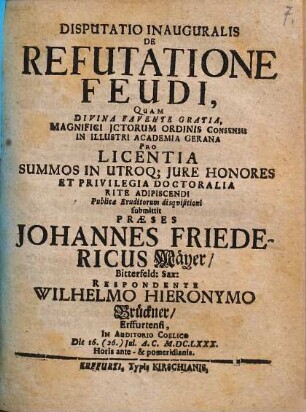 7.
DISPUTATIO INAUGURALIS
DE
REFUTATIONE
FEUDI,
QUAM
DIVINA FAVENTE GRATIA,
MAGNIFICI JCTORUM ORDINIS CONSENSU
IN ILLUSTRI ACADEMIA GERANA
PRO
LICENTIA
SUMMOS IN UTROQ; JURE HONORES
ET PRIVILEGIA DOCTORALIA
RITE ADIPISCENDI
Publicæ Eruditorum disquisitioni
submittit
PRÆSES
JOHANNES FRIEDE-
RICUS Mäyer/
Bitterfeld: Sax:
RESPONDENTE
WILHELMO HIERONYMO
Brückner/
Erffurtensi,
IN AUDITORIO COELICO
Die 16. (26.) Jul. A. C. M.DC.LXXX.
Horis ante- & pomeridianis.
ERFFURTI, Typis KIRSCHIANIS,